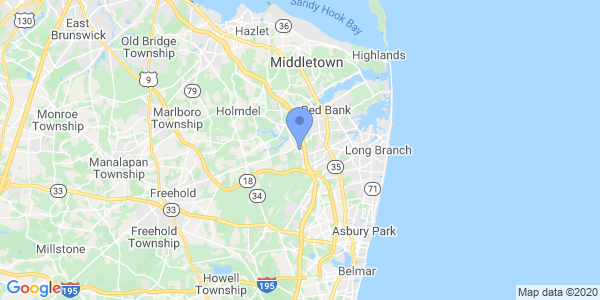 Sandy Hook Bay
130
East
Brunswick
Hazlet
36
Old Bridge
Township
Middletown
Highlands
9
79
Red Bank
Monroe
Township
Marlboro
Township
Holmdel
Manalapan
Township
Long Branch
35
18
33
Freehold
34
71
33
Freehold
Township
Asbury Park
Millstone
Howell
Township
195
Belmar
195
Google
Map data ©2020